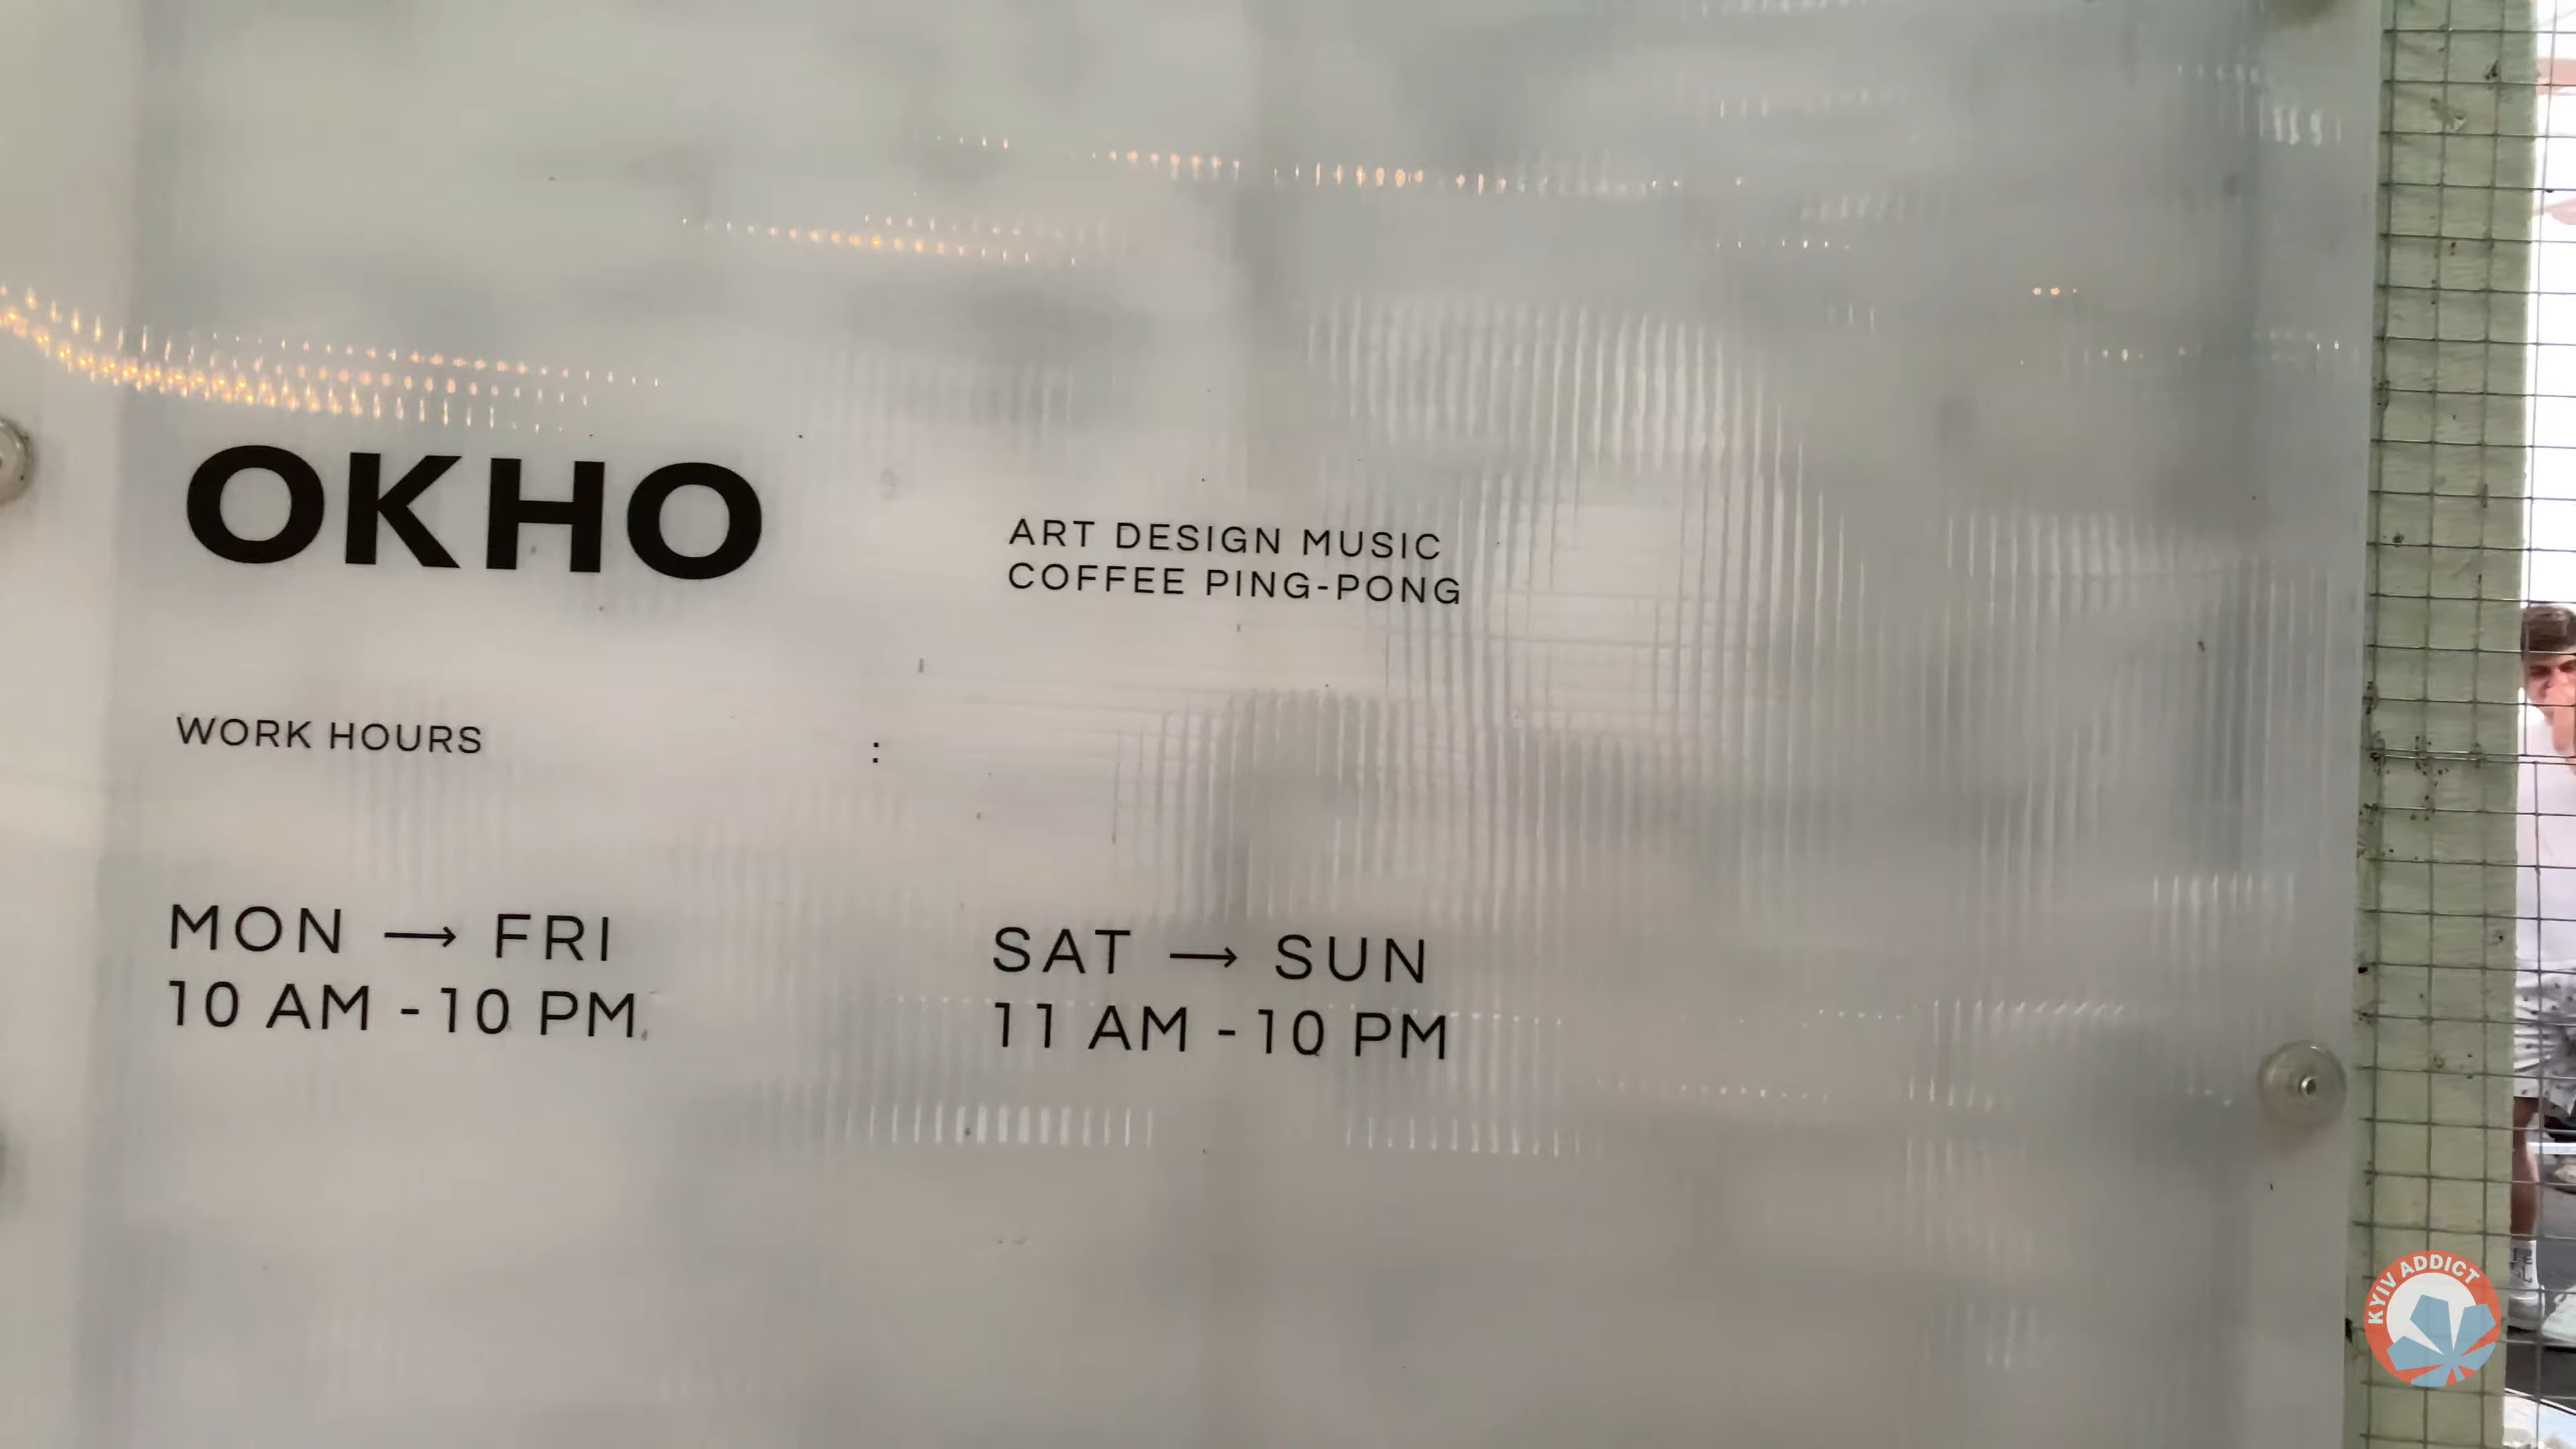 OKHO
ART DESIGN MUSIC
COFFEE PING-PONG
WORK HOURS :
MON → FRI
10 AM - 10 PM
SAT → SUN
11 AM - 10 PM
KYIV ADDICT